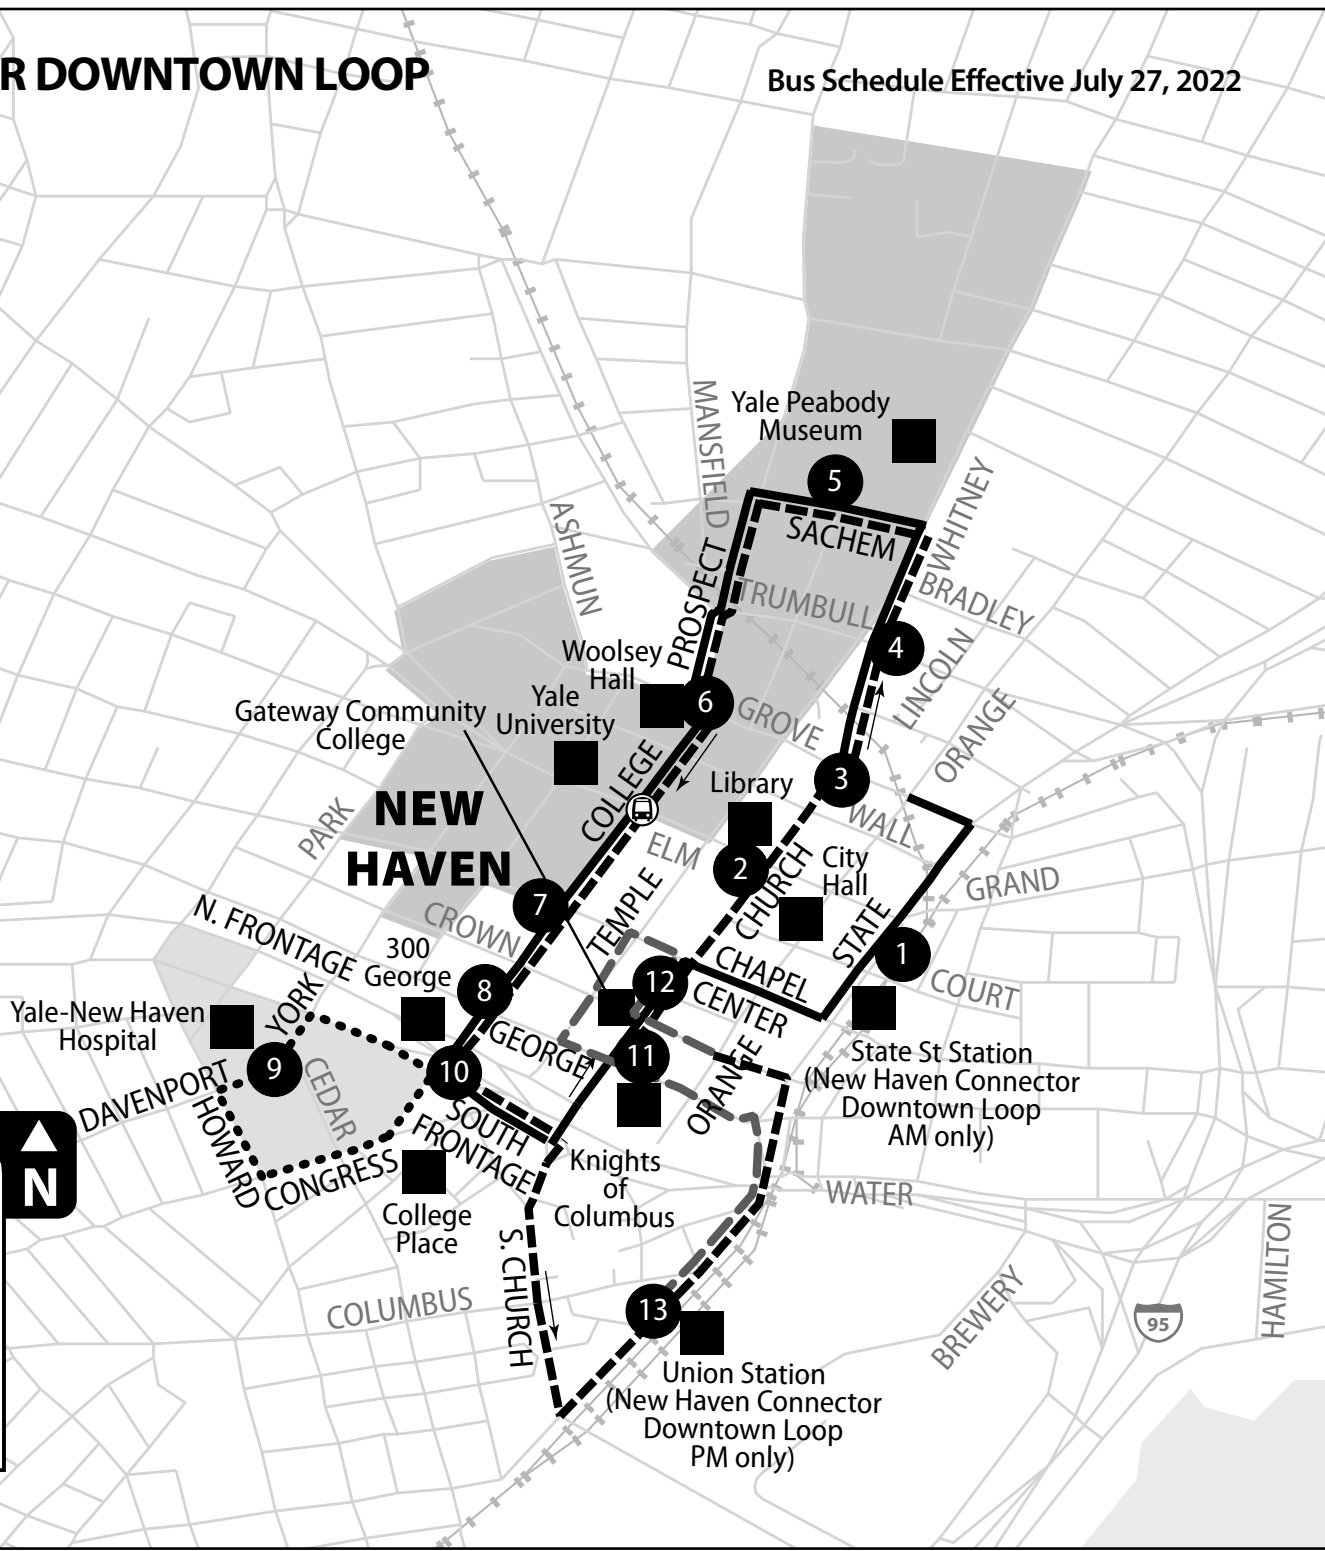 R DOWNTOWN LOOP
Bus Schedule Effective July 27, 2022
Yale Peabody
Museum
MANSFIELD
5
SACHEM
WHITNEY
ASHMUN
PROSPECT
TRUMBULL
BRADLEY
4
LINCOLN
Woolsey
Hall
6
GROVE
ORANGE
Yale
University
Gateway Community
College
COLLEGE
Library
3
WALL
NEW
HAVEN
PARK
ELM
2
CHURCH
City
Hall
GRAND
7
CROWN
TEMPLE
STATE
1
COURT
N. FRONTAGE
300
George
8
12
CHAPEL
CENTER
Yale-New Haven
Hospital
YORK
GEORGE
11
ORANGE
State St Station
(New Haven Connector
Downtown Loop
AM only)
9
CEDAR
10
DAVENPORT
HOWARD
SOUTH
FRONTAGE
CONGRESS
N
Knights
of
Columbus
College
Place
WATER
S. CHURCH
COLUMBUS
13
HAMILTON
BREWERY
95
Union Station
(New Haven Connector
Downtown Loop
PM only)